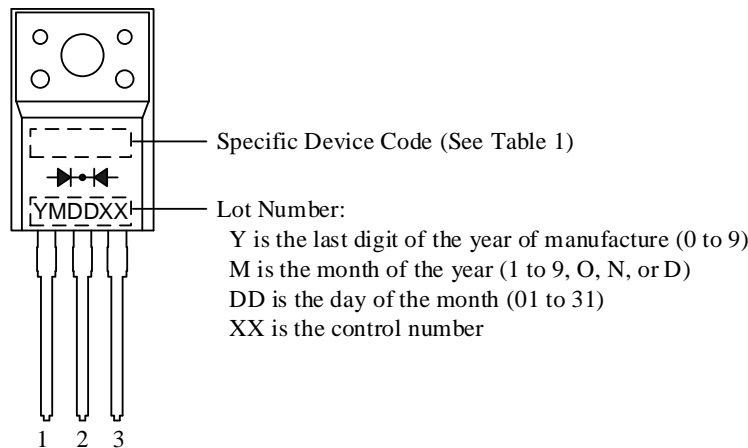 Specific Device Code (See Table 1)
YMDDXX
Lot Number:
Y is the last digit of the year of manufacture (0 to 9)
M is the month of the year (1 to 9, O, N, or D)
DD is the day of the month (01 to 31)
XX is the control number
1 2 3